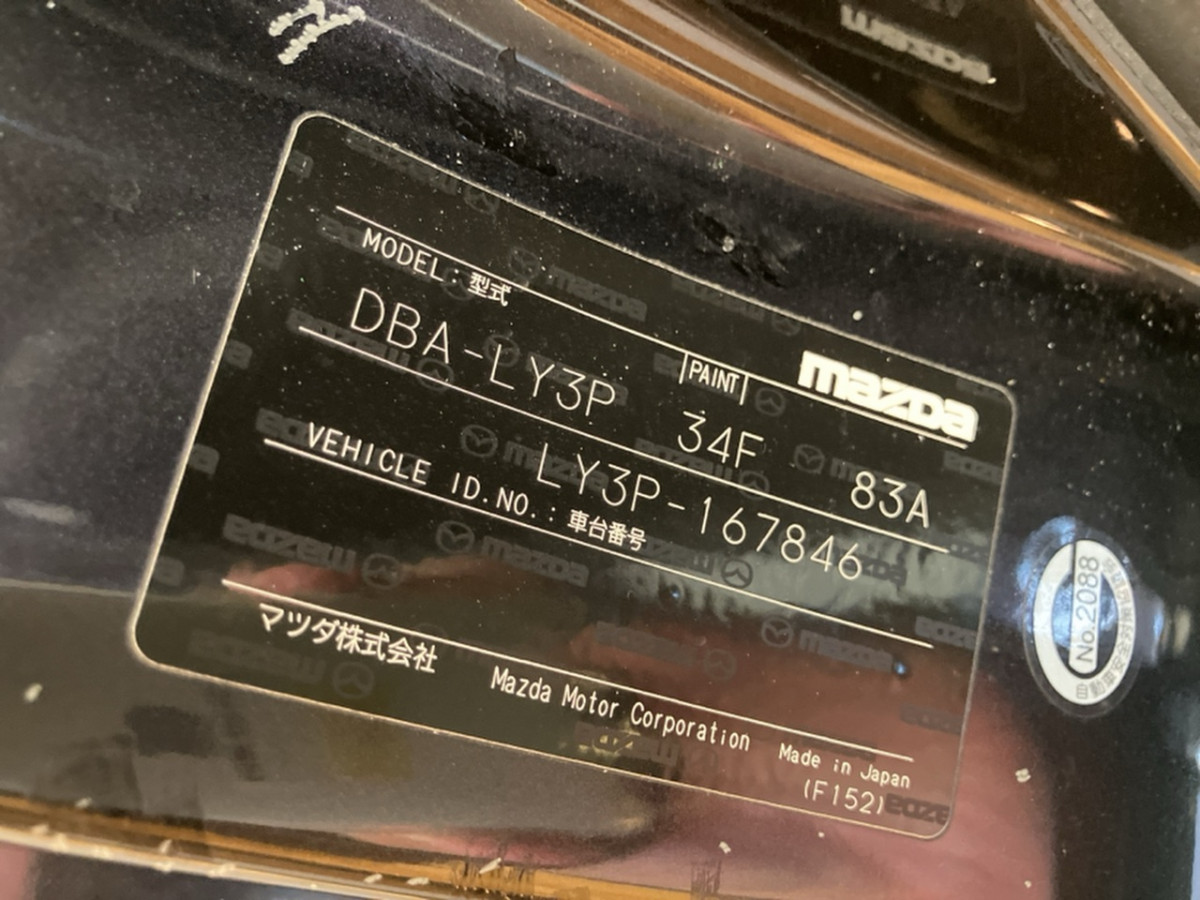 MODEL : 型式
PAINT
mazda
DBA-LY3P 34F 83A
LY3P-167846
VEHICLE ID.NO. : 車台番号
マツダ株式会社 Mazda Motor Corporation Made in Japan
(F152)
No.2088